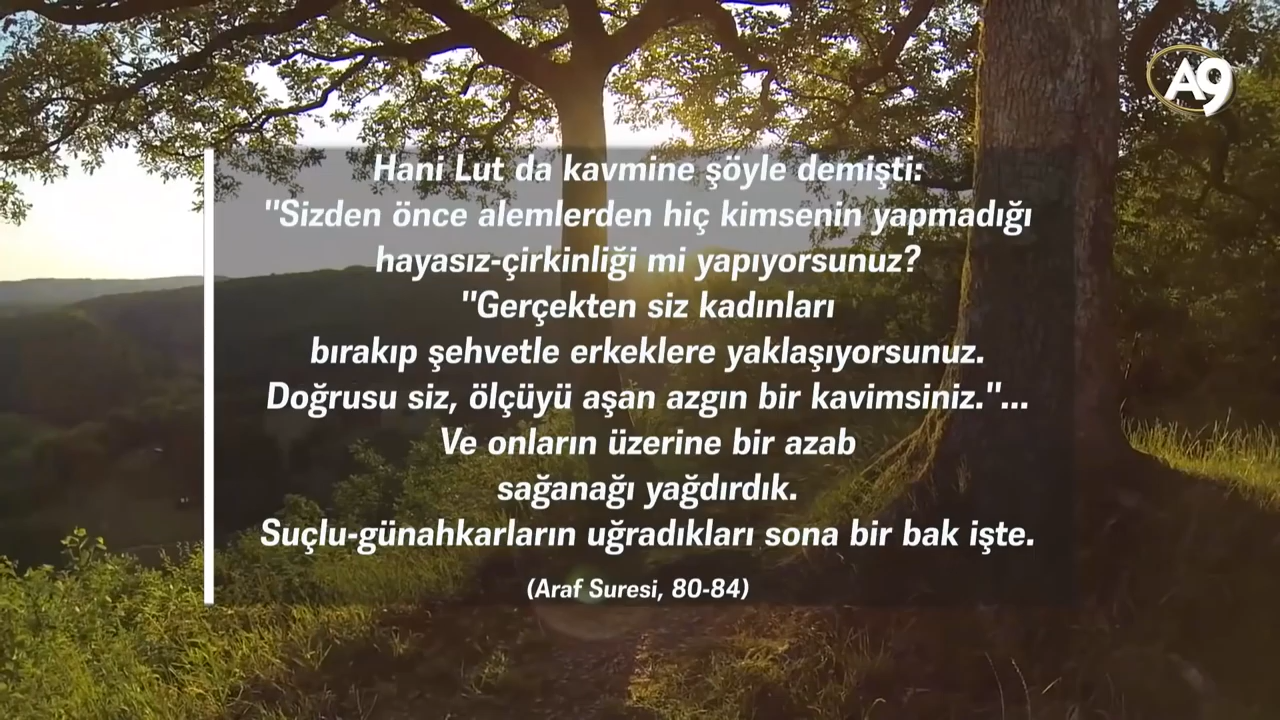 A9
Hani Lut da kavmine şöyle demişti:
"Sizden önce alemlerden hiç kimsenin yapmadığı
hayasız-çirkinliği mi yapıyorsunuz?
"Gerçekten siz kadınları
bırakıp şehvetle erkeklere yaklaşıyorsunuz.
Doğrusu siz, ölçüyü aşan azgın bir kavimsiniz."...
Ve onların üzerine bir azab
sağanağı yağdırdık.
Suçlu-günahkarların uğradıkları sona bir bak işte.
(Araf Suresi, 80-84)